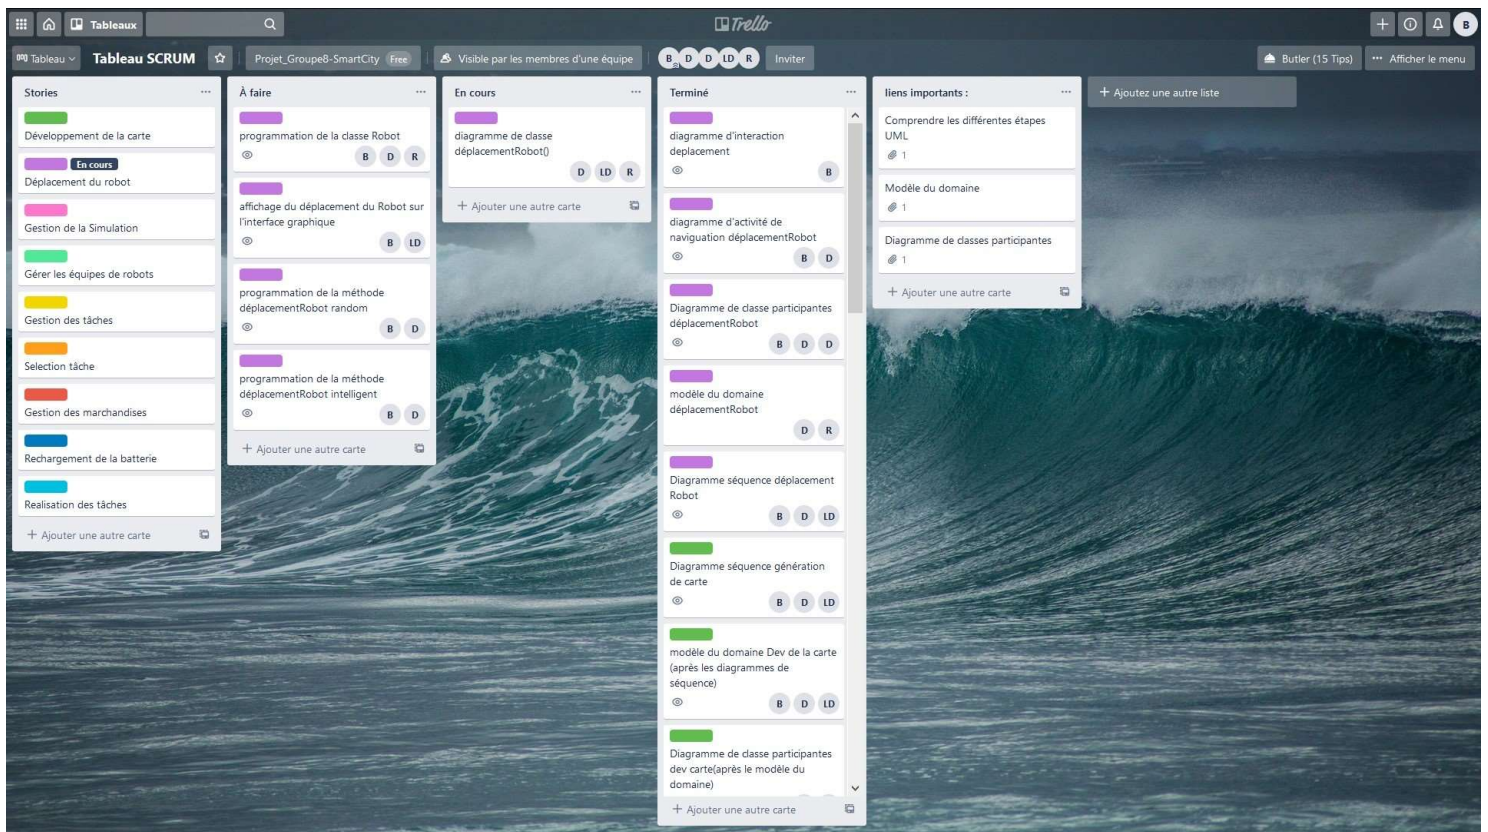 Tableaux
Trello
B
Tableau
Tableau SCRUM
Projet_Groupe8-SmartCity Free
Visible par les membres d'une équipe
B D D LD R
Inviter
Butler (15 Tips)
Afficher le menu
Stories
Développement de la carte
En cours
Déplacement du robot
Gestion de la Simulation
Gérer les équipes de robots
Gestion des tâches
Selection tâche
Gestion des marchandises
Rechargement de la batterie
Realisation des tâches
+ Ajouter une autre carte
À faire
programmation de la classe Robot
B D R
affichage du déplacement du Robot sur
l'interface graphique
B LD
programmation de la méthode
déplacementRobot random
B D
programmation de la méthode
déplacementRobot intelligent
B D
+ Ajouter une autre carte
En cours
diagramme de classe
déplacementRobot()
D LD R
+ Ajouter une autre carte
Terminé
diagramme d'interaction
deplacement
B
diagramme d'activité de
naviguation déplacementRobot
B D
Diagramme de classe participantes
déplacementRobot
B D D
modèle du domaine
déplacementRobot
D R
Diagramme séquence déplacement
Robot
B D LD
Diagramme séquence génération
de carte
B D LD
modèle du domaine Dev de la carte
(après les diagrammes de
séquence)
B D LD
Diagramme de classe participantes
dev carte(après le modèle du
domaine)
+ Ajouter une autre carte
liens importants :
Comprendre les différentes étapes
UML
1
Modèle du domaine
1
Diagramme de classes participantes
1
+ Ajouter une autre carte
+ Ajoutez une autre liste